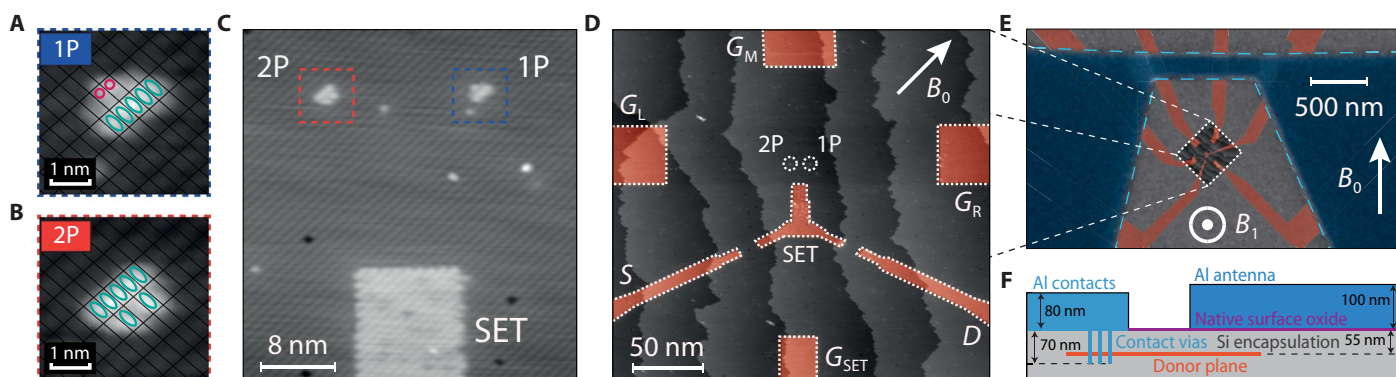 A
1P
1 nm
B
2P
1 nm
C
2P
1P
SET
8 nm
D
G_M
B_0
G_L
2P 1P
G_R
SET
S
D
50 nm
G_SET
E
500 nm
B_0
B_1
F
Al contacts
Al antenna
80 nm
100 nm
Native surface oxide
70 nm
Contact vias
Si encapsulation
55 nm
Donor plane